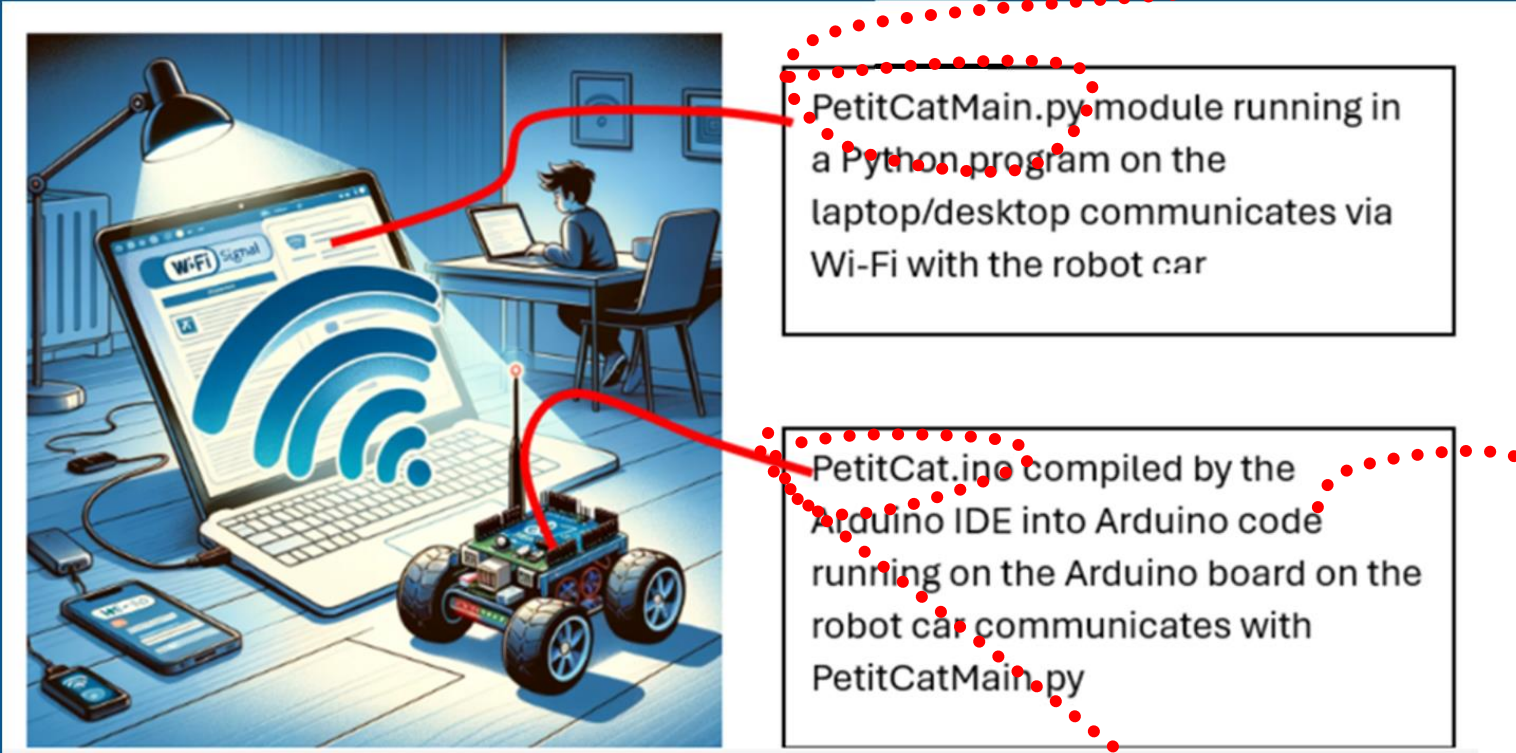 WiFi Signal
PetitCatMain.py module running in
a Python program on the
laptop/desktop communicates via
Wi-Fi with the robot car
PetitCat.ino compiled by the
Arduino IDE into Arduino code
running on the Arduino board on the
robot car communicates with
PetitCatMain.py